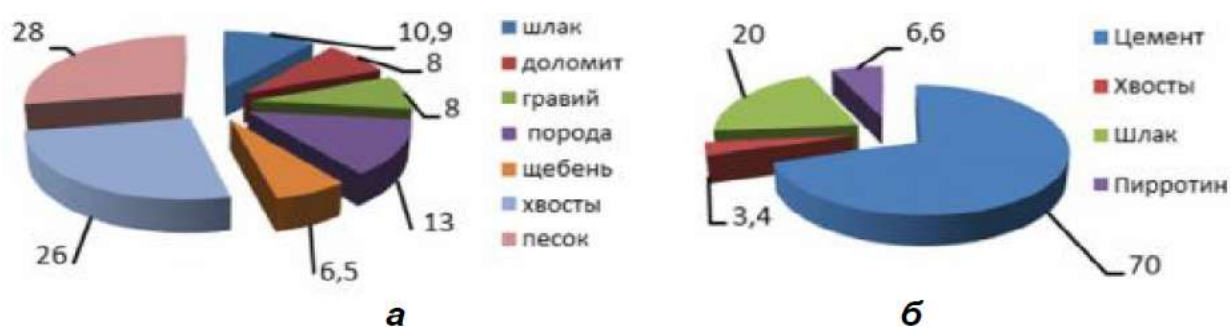 28
10,9
8
8
13
6,5
26
шлак
доломит
гравий
порода
щебень
хвосты
песок
а
20
6,6
3,4
70
Цемент
Хвосты
Шлак
Пирротин
б